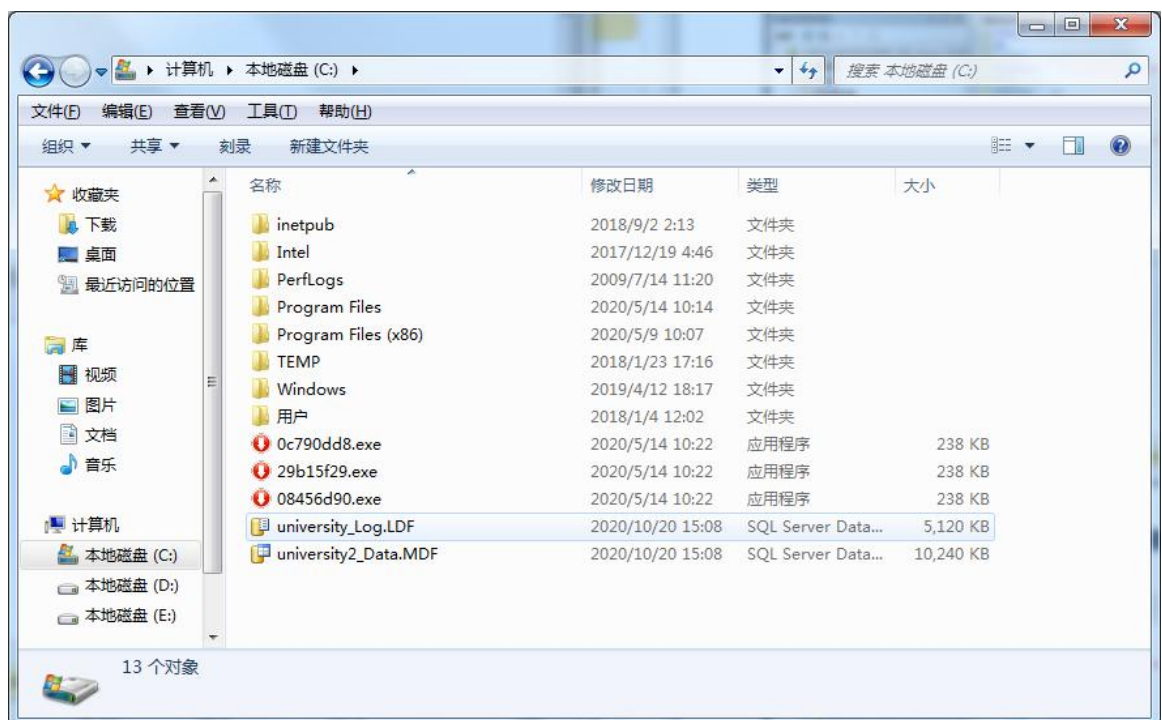 计算机 ▸ 本地磁盘 (C:) ▸ 搜索 本地磁盘 (C:)
文件(F) 编辑(E) 查看(V) 工具(T) 帮助(H)
组织 共享 刻录 新建文件夹
收藏夹
下载
桌面
最近访问的位置
库
视频
图片
文档
音乐
计算机
本地磁盘 (C:)
本地磁盘 (D:)
本地磁盘 (E:)
名称 修改日期 类型 大小
inetpub 2018/9/2 2:13 文件夹
Intel 2017/12/19 4:46 文件夹
PerfLogs 2009/7/14 11:20 文件夹
Program Files 2020/5/14 10:14 文件夹
Program Files (x86) 2020/5/9 10:07 文件夹
TEMP 2018/1/23 17:16 文件夹
Windows 2019/4/12 18:17 文件夹
用户 2018/1/4 12:02 文件夹
0c790dd8.exe 2020/5/14 10:22 应用程序 238 KB
29b15f29.exe 2020/5/14 10:22 应用程序 238 KB
08456d90.exe 2020/5/14 10:22 应用程序 238 KB
university_Log.LDF 2020/10/20 15:08 SQL Server Data... 5,120 KB
university2_Data.MDF 2020/10/20 15:08 SQL Server Data... 10,240 KB
13 个对象